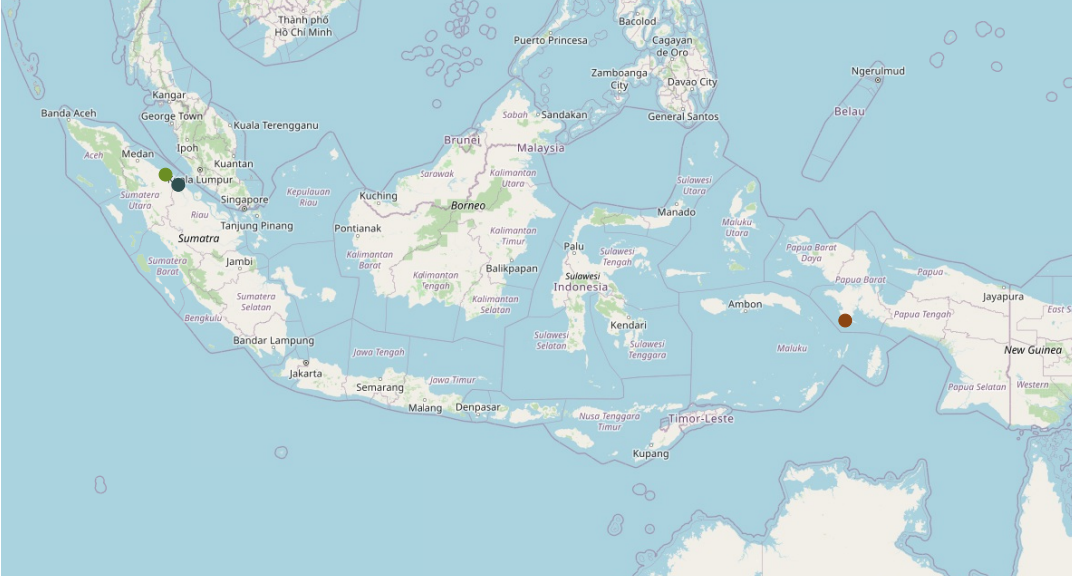 Thành phố
Hồ Chí Minh
Bacolod
Puerto Princesa
Cagayan
de Oro
Zamboanga
City
Davao City
General Santos
Ngerulmud
Belau
Kangar
George Town
Kuala Terengganu
Banda Aceh
Aceh
Medan
Ipoh
Kuantan
Kuala Lumpur
Singapore
Tanjung Pinang
Kepulauan
Riau
Sumatera
Utara
Riau
Sumatra
Sumatera
Barat
Jambi
Sumatera
Selatan
Bengkulu
Bandar Lampung
Jakarta
Jawa Tengah
Semarang
Jawa Timur
Malang
Denpasar
Brunei
Sabah
Sandakan
Malaysia
Sarawak
Kuching
Borneo
Kalimantan
Utara
Pontianak
Kalimantan
Barat
Kalimantan
Timur
Kalimantan
Tengah
Balikpapan
Kalimantan
Selatan
Sulawesi
Utara
Manado
Maluku
Utara
Palu
Sulawesi
Tengah
Sulawesi
Indonesia
Kendari
Sulawesi
Selatan
Sulawesi
Tenggara
Ambon
Maluku
Nusa Tenggara
Timur
Timor-Leste
Kupang
Papua Barat
Daya
Papua Barat
Papua
Papua Tengah
Jayapura
East S
New Guinea
Papua Selatan
Western